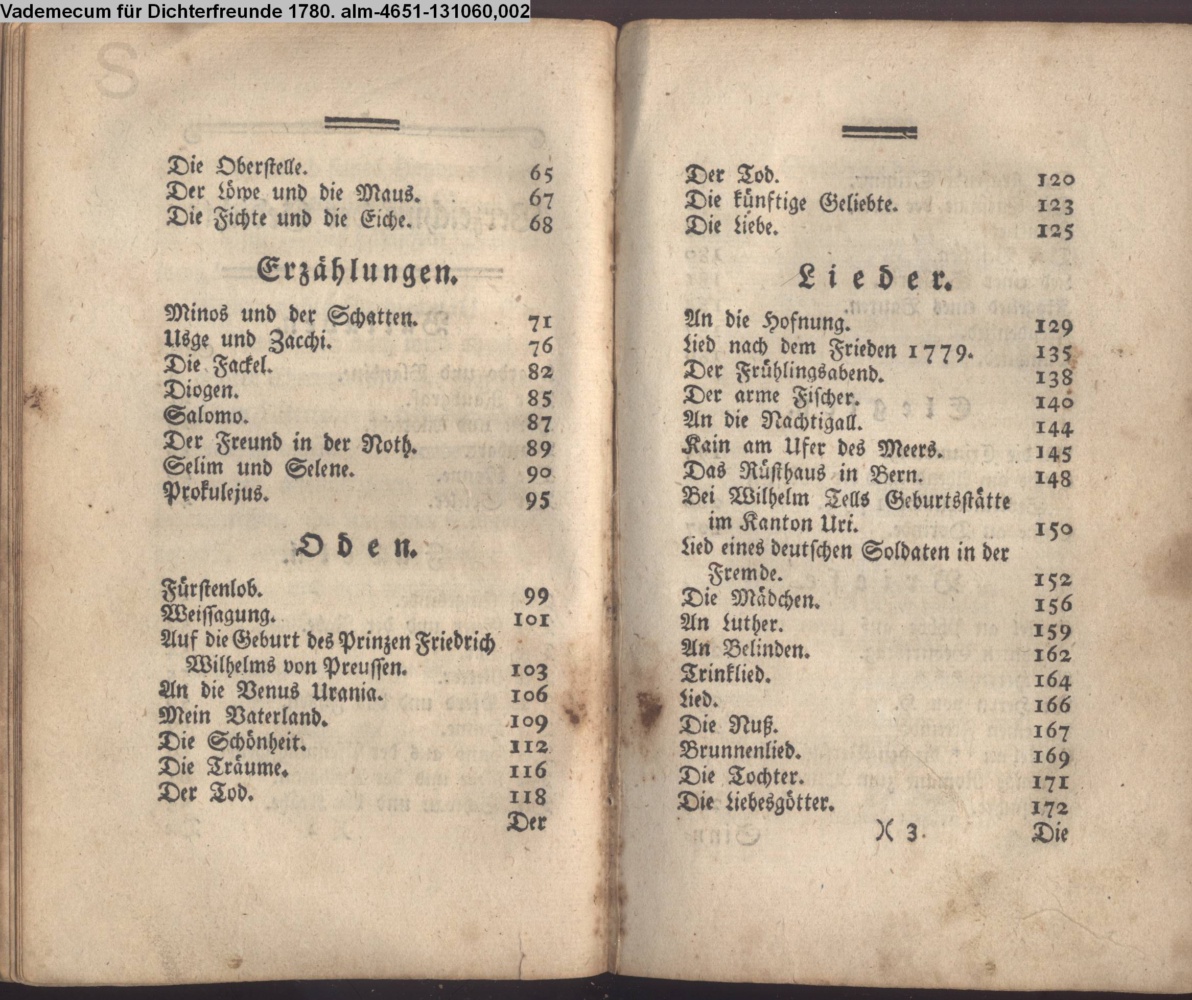 Vademecum für Dichterfreunde 1780. alm-4651-131060,002
S
Die Oberstelle. 65
Der Löwe und die Maus. 67
Die Fichte und die Eiche. 68
Erzählungen.
Minos und der Schatten. 71
Usge und Zacchi. 76
Die Fackel. 82
Diogen. 85
Salomo. 87
Der Freund in der Noth. 89
Selim und Selene. 90
Prokulejus. 95
Oden.
Fürstenlob. 99
Weissagung. 101
Auf die Geburt des Prinzen Friedrich
Wilhelms von Preussen. 103
An die Venus Urania. 106
Mein Vaterland. 109
Die Schönheit. 112
Die Träume. 116
Der Tod. 118
Der
Der Tod. 120
Die künftige Geliebte. 123
Die Liebe. 125
Lieder.
An die Hofnung. 129
Lied nach dem Frieden 1779. 135
Der Frühlingsabend. 138
Der arme Fischer. 140
An die Nachtigall. 144
Kain am Ufer des Meers. 145
Das Rüsthaus in Bern. 148
Bei Wilhelm Tells Geburtsstätte
im Kanton Uri. 150
Lied eines deutschen Soldaten in der
Fremde. 152
Die Mädchen. 156
An Luther. 159
An Belinden. 162
Trinklied. 164
Lied. 166
Die Nuß. 167
Brunnenlied. 169
Die Tochter. 171
Die Liebesgötter. 172
)( 3. Die